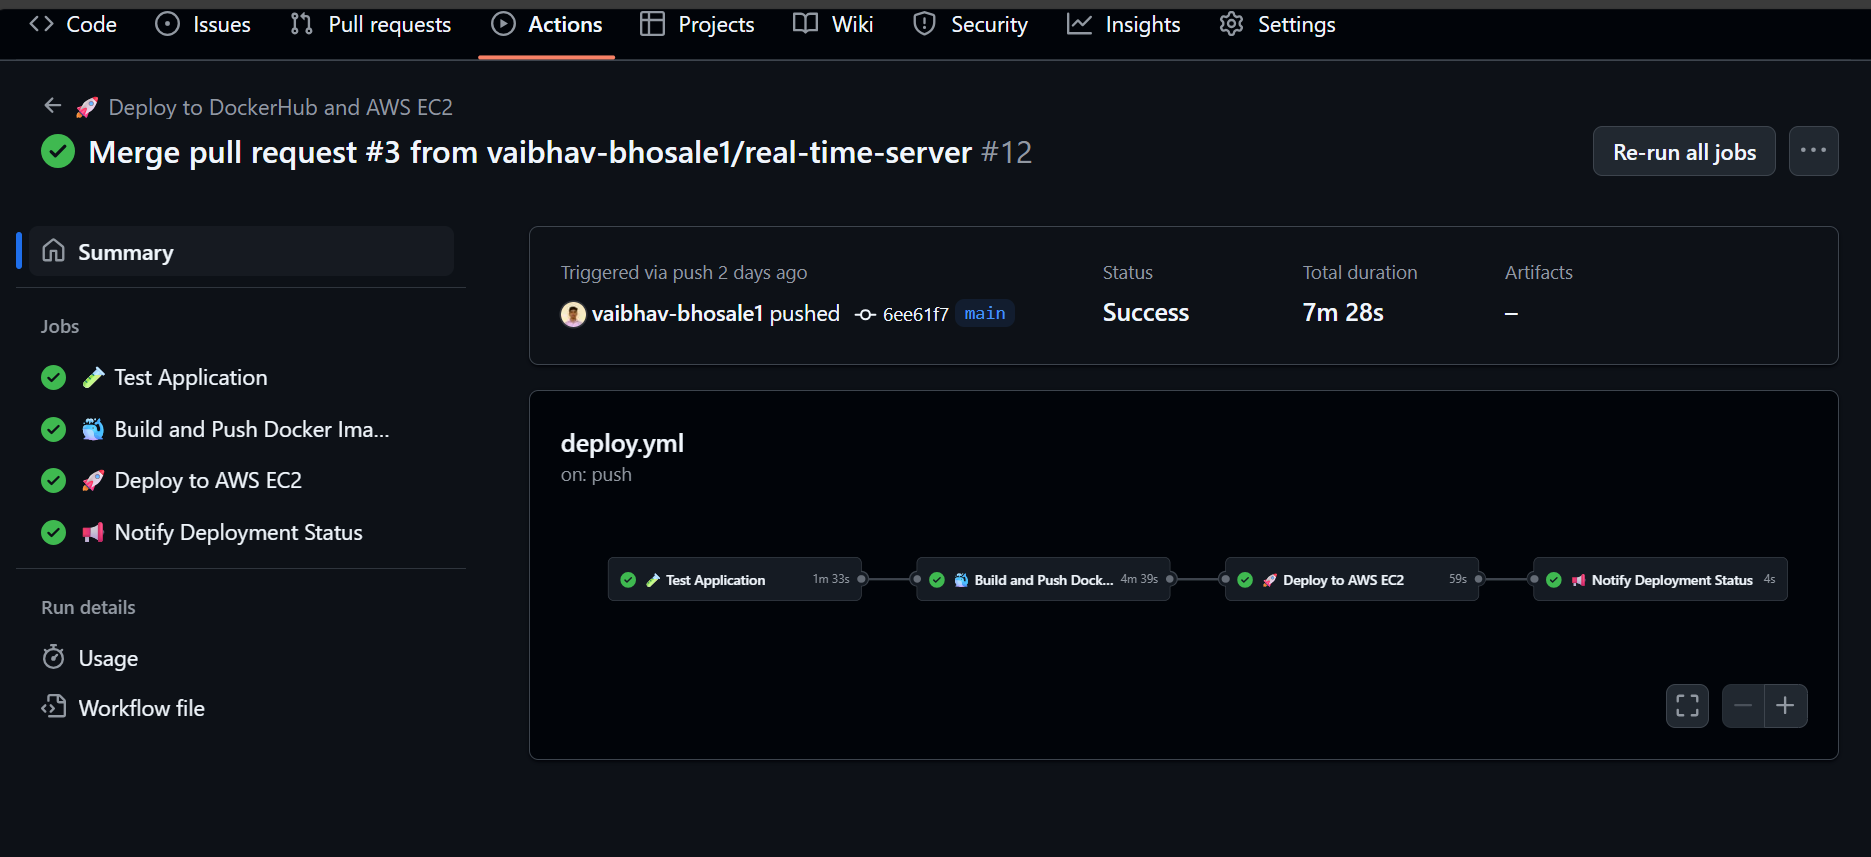 Code Issues Pull requests Actions Projects Wiki Security Insights Settings
Deploy to DockerHub and AWS EC2
Merge pull request #3 from vaibhav-bhosale1/real-time-server #12
Re-run all jobs
Summary
Jobs
Test Application
Build and Push Docker Ima...
Deploy to AWS EC2
Notify Deployment Status
Run details
Usage
Workflow file
Triggered via push 2 days ago
vaibhav-bhosale1 pushed 6ee61f7 main
Status
Success
Total duration
7m 28s
Artifacts
–
deploy.yml
on: push
Test Application 1m 33s
Build and Push Dock... 4m 39s
Deploy to AWS EC2 59s
Notify Deployment Status 4s